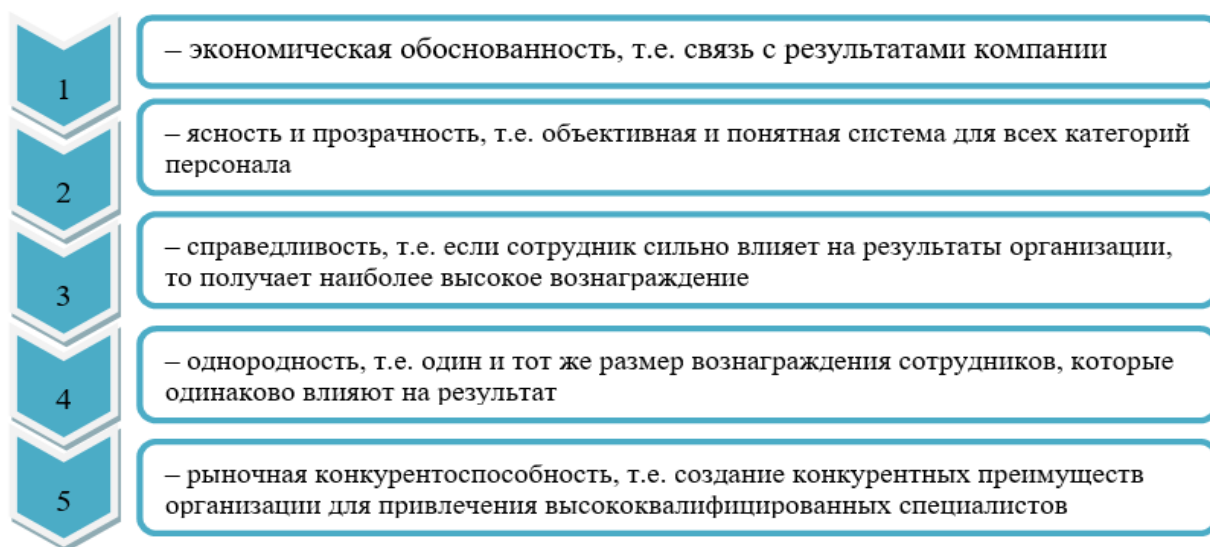 1
– экономическая обоснованность, т.е. связь с результатами компании
2
– ясность и прозрачность, т.е. объективная и понятная система для всех категорий
персонала
3
– справедливость, т.е. если сотрудник сильно влияет на результаты организации,
то получает наиболее высокое вознаграждение
4
– однородность, т.е. один и тот же размер вознаграждения сотрудников, которые
одинаково влияют на результат
5
– рыночная конкурентоспособность, т.е. создание конкурентных преимуществ
организации для привлечения высококвалифицированных специалистов